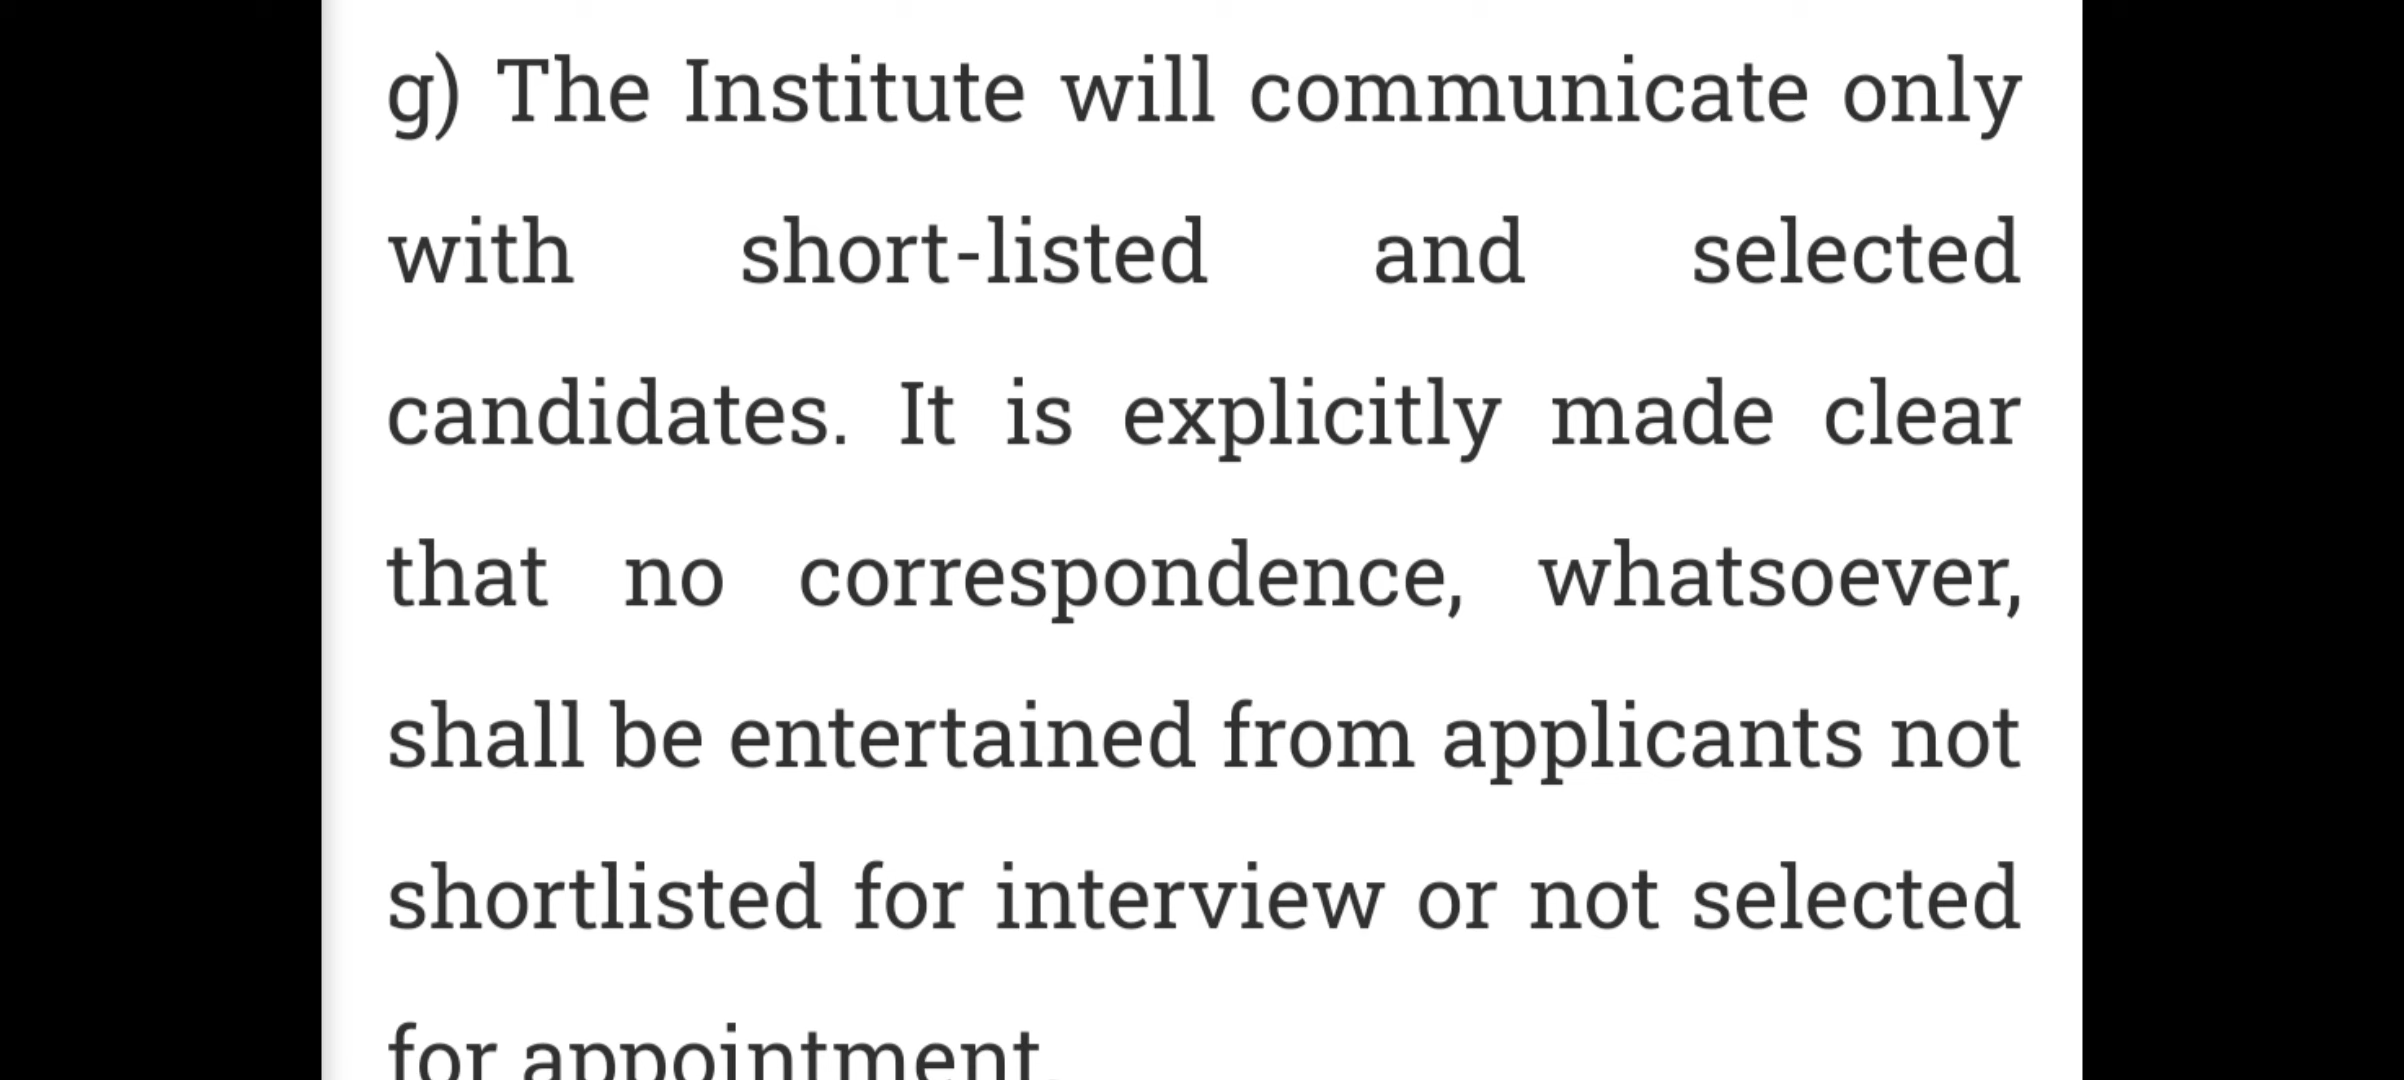 g) The Institute will communicate only
with short-listed and selected
candidates. It is explicitly made clear
that no correspondence, whatsoever,
shall be entertained from applicants not
shortlisted for interview or not selected
for appointment.